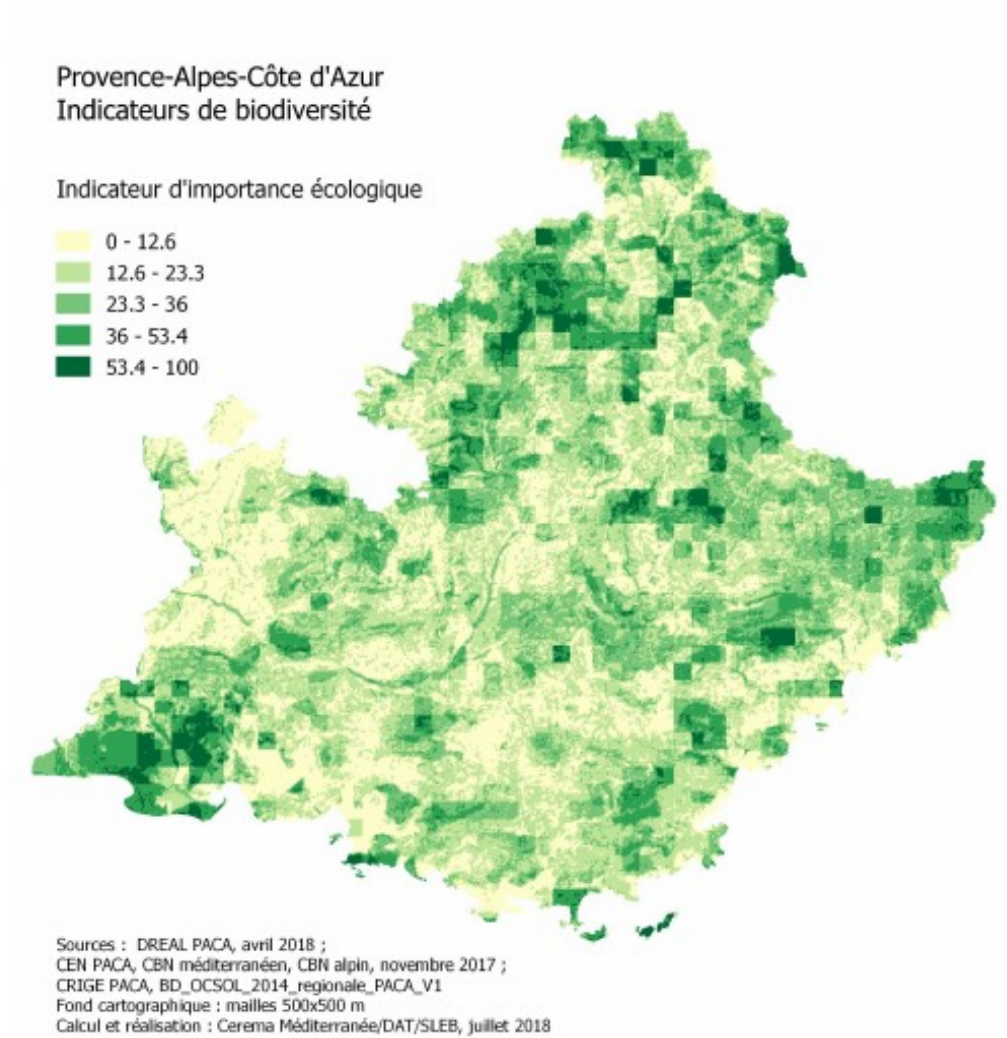 Provence-Alpes-Côte d'Azur
Indicateurs de biodiversité
Indicateur d'importance écologique
0 - 12.6
12.6 - 23.3
23.3 - 36
36 - 53.4
53.4 - 100
Sources : DREAL PACA, avril 2018 ;
CEN PACA, CBN méditerranéen, CBN alpin, novembre 2017 ;
CRIGE PACA, BD_OCSOL_2014_regionale_PACA_V1
Fond cartographique : mailles 500x500 m
Calcul et réalisation : Cerema Méditerranée/DAT/SLEB, juillet 2018